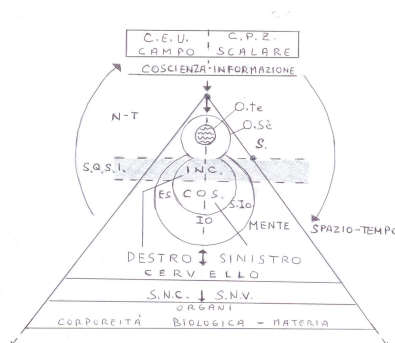 C.E.U. C.P.Z.
CAMPO SCALARE
COSCIENZA-INFORMAZIONE
O.te
N-T
O.Sè
S.
S.Q.S.I. INC.
ES COS. S.Io
IO MENTE SPAZIO-TEMPO
DESTRO SINISTRO
CERVELLO
S.N.C. S.N.V.
ORGANI
CORPOREITÀ BIOLOGICA - MATERIA